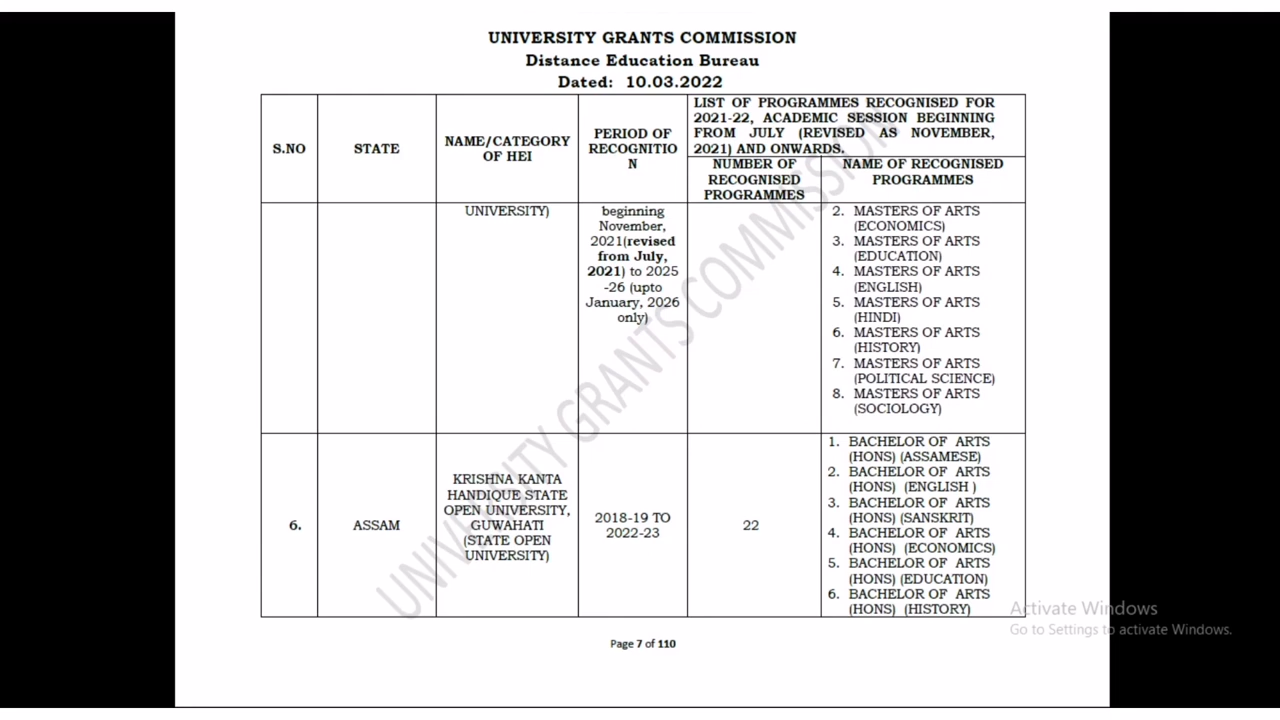 UNIVERSITY GRANTS COMMISSION
Distance Education Bureau
Dated: 10.03.2022
S.NO
STATE
NAME/CATEGORY
OF HEI
PERIOD OF
RECOGNITIO
N
LIST OF PROGRAMMES RECOGNISED FOR
2021-22, ACADEMIC SESSION BEGINNING
FROM JULY (REVISED AS NOVEMBER,
2021) AND ONWARDS.
NUMBER OF
RECOGNISED
PROGRAMMES
NAME OF RECOGNISED
PROGRAMMES
UNIVERSITY)
beginning
November,
2021(revised
from July,
2021) to 2025
-26 (upto
January, 2026
only)
2. MASTERS OF ARTS
(ECONOMICS)
3. MASTERS OF ARTS
(EDUCATION)
4. MASTERS OF ARTS
(ENGLISH)
5. MASTERS OF ARTS
(HINDI)
6. MASTERS OF ARTS
(HISTORY)
7. MASTERS OF ARTS
(POLITICAL SCIENCE)
8. MASTERS OF ARTS
(SOCIOLOGY)
6.
ASSAM
KRISHNA KANTA
HANDIQUE STATE
OPEN UNIVERSITY,
GUWAHATI
(STATE OPEN
UNIVERSITY)
2018-19 TO
2022-23
22
1. BACHELOR OF ARTS
(HONS) (ASSAMESE)
2. BACHELOR OF ARTS
(HONS) (ENGLISH )
3. BACHELOR OF ARTS
(HONS) (SANSKRIT)
4. BACHELOR OF ARTS
(HONS) (ECONOMICS)
5. BACHELOR OF ARTS
(HONS) (EDUCATION)
6. BACHELOR OF ARTS
(HONS) (HISTORY)
UNIVERSITY GRANTS COMMISSION
Page 7 of 110
Activate Windows
Go to Settings to activate Windows.